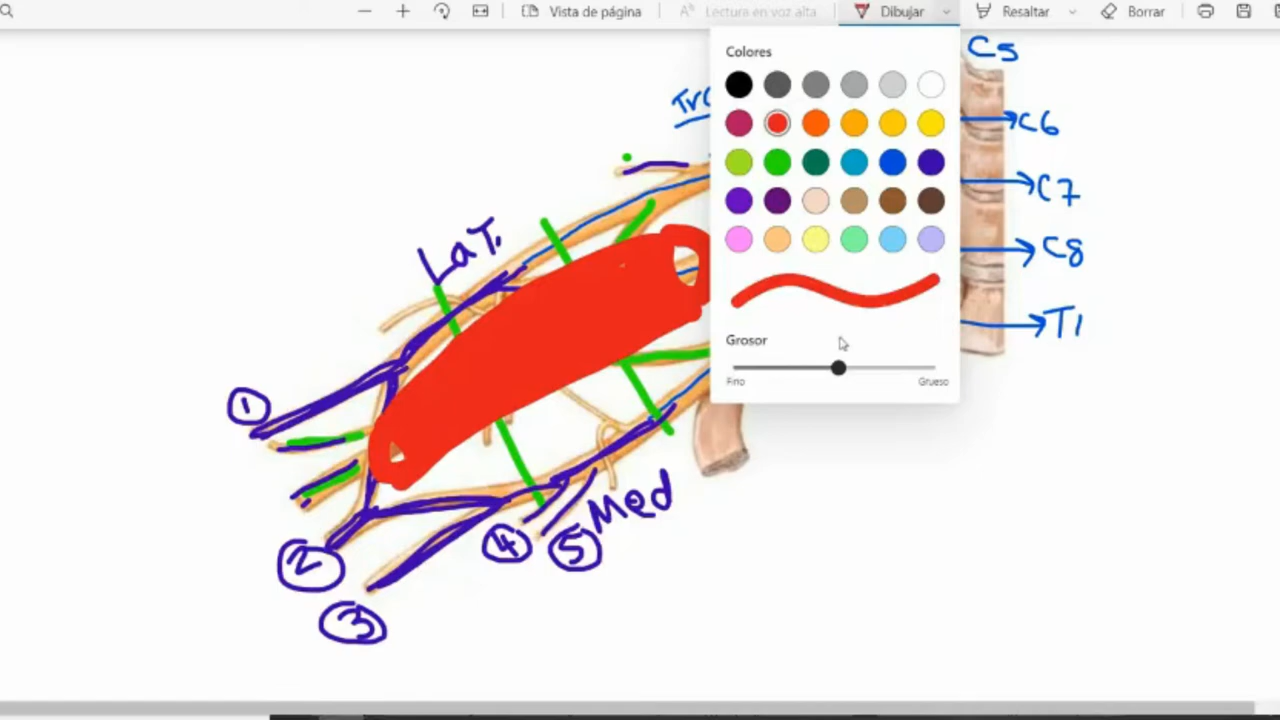 Vista de página
Lectura en voz alta
Dibujar
Resaltar
Borrar
Colores
C5
C6
C7
C8
T1
Lat.
Grosor
Fino
Grueso
1
2
3
4
5
Med